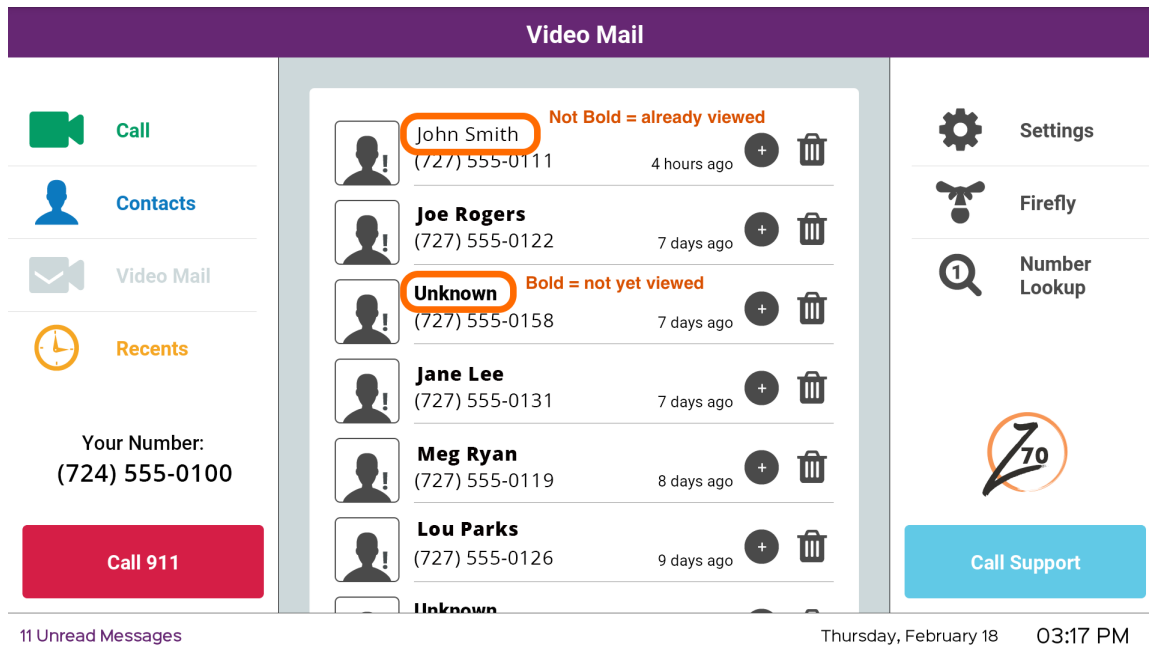 Video Mail
Call
Contacts
Video Mail
Recents
Your Number:
(724) 555-0100
Call 911
Not Bold = already viewed
John Smith
(727) 555-0111
4 hours ago
+
Joe Rogers
(727) 555-0122
7 days ago
+
Bold = not yet viewed
Unknown
(727) 555-0158
7 days ago
+
Jane Lee
(727) 555-0131
7 days ago
+
Meg Ryan
(727) 555-0119
8 days ago
+
Lou Parks
(727) 555-0126
9 days ago
+
Unknown
Settings
Firefly
1
Number
Lookup
Z70
Call Support
11 Unread Messages
Thursday, February 18
03:17 PM